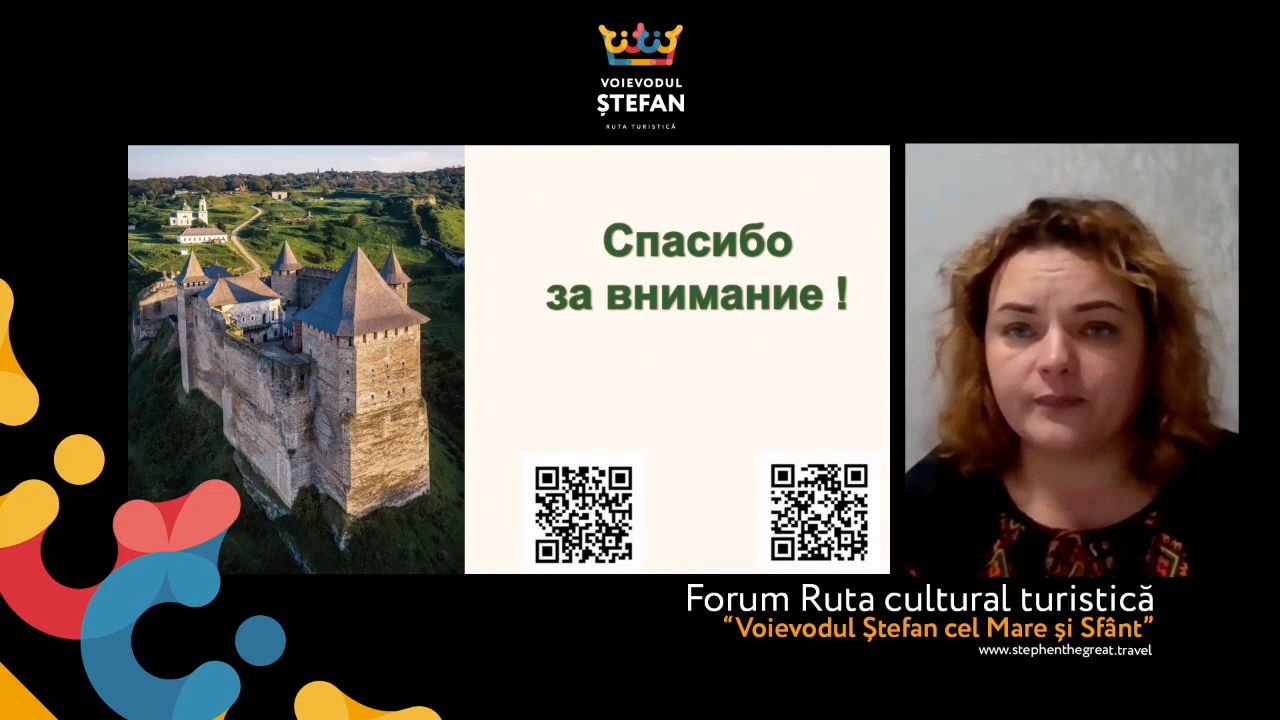 VOIEVODUL
ȘTEFAN
RUTA TURISTICĂ
Спасибо
за внимание !
Forum Ruta cultural turistică
“Voievodul Ștefan cel Mare și Sfânt”
www.stephenthegreat.travel